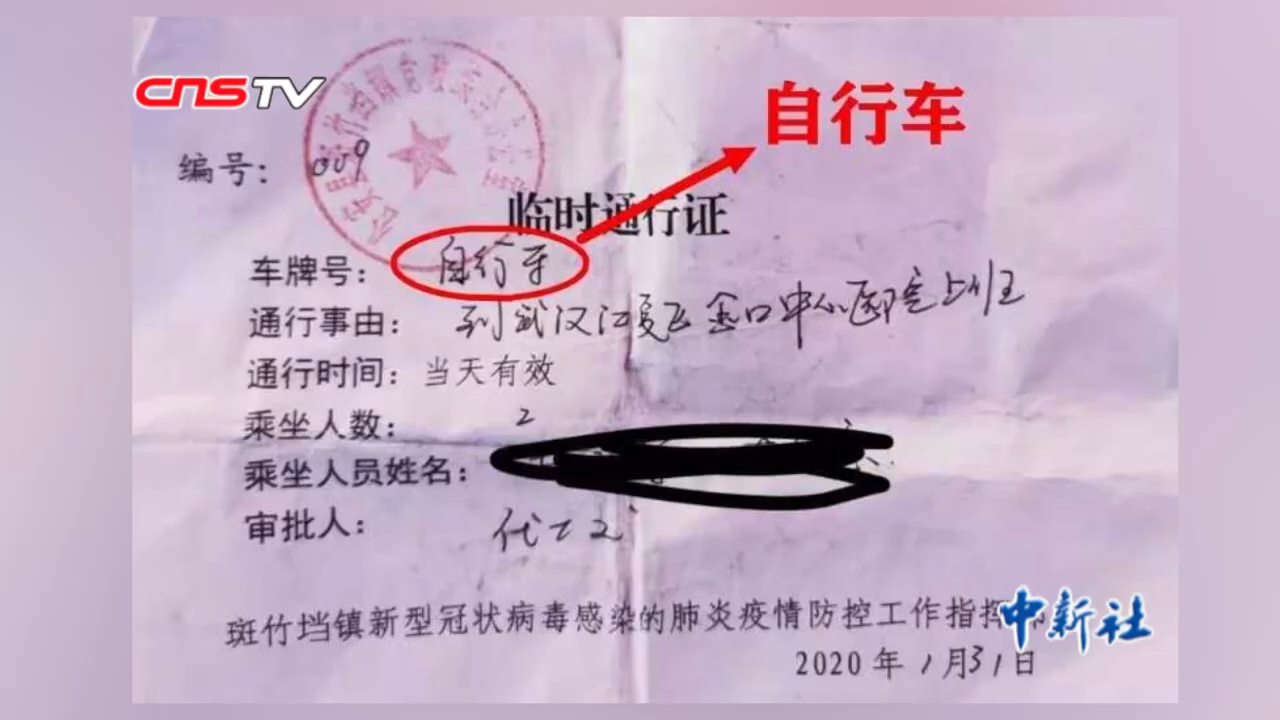 CNSTV
自行车
编号: 009
临时通行证
车牌号: 自行车
通行事由: 到武汉江夏区金口中心医院上班
通行时间: 当天有效
乘坐人数: 2
乘坐人员姓名:
审批人:
斑竹垱镇新型冠状病毒感染的肺炎疫情防控工作指挥部
2020年1月31日
中新社